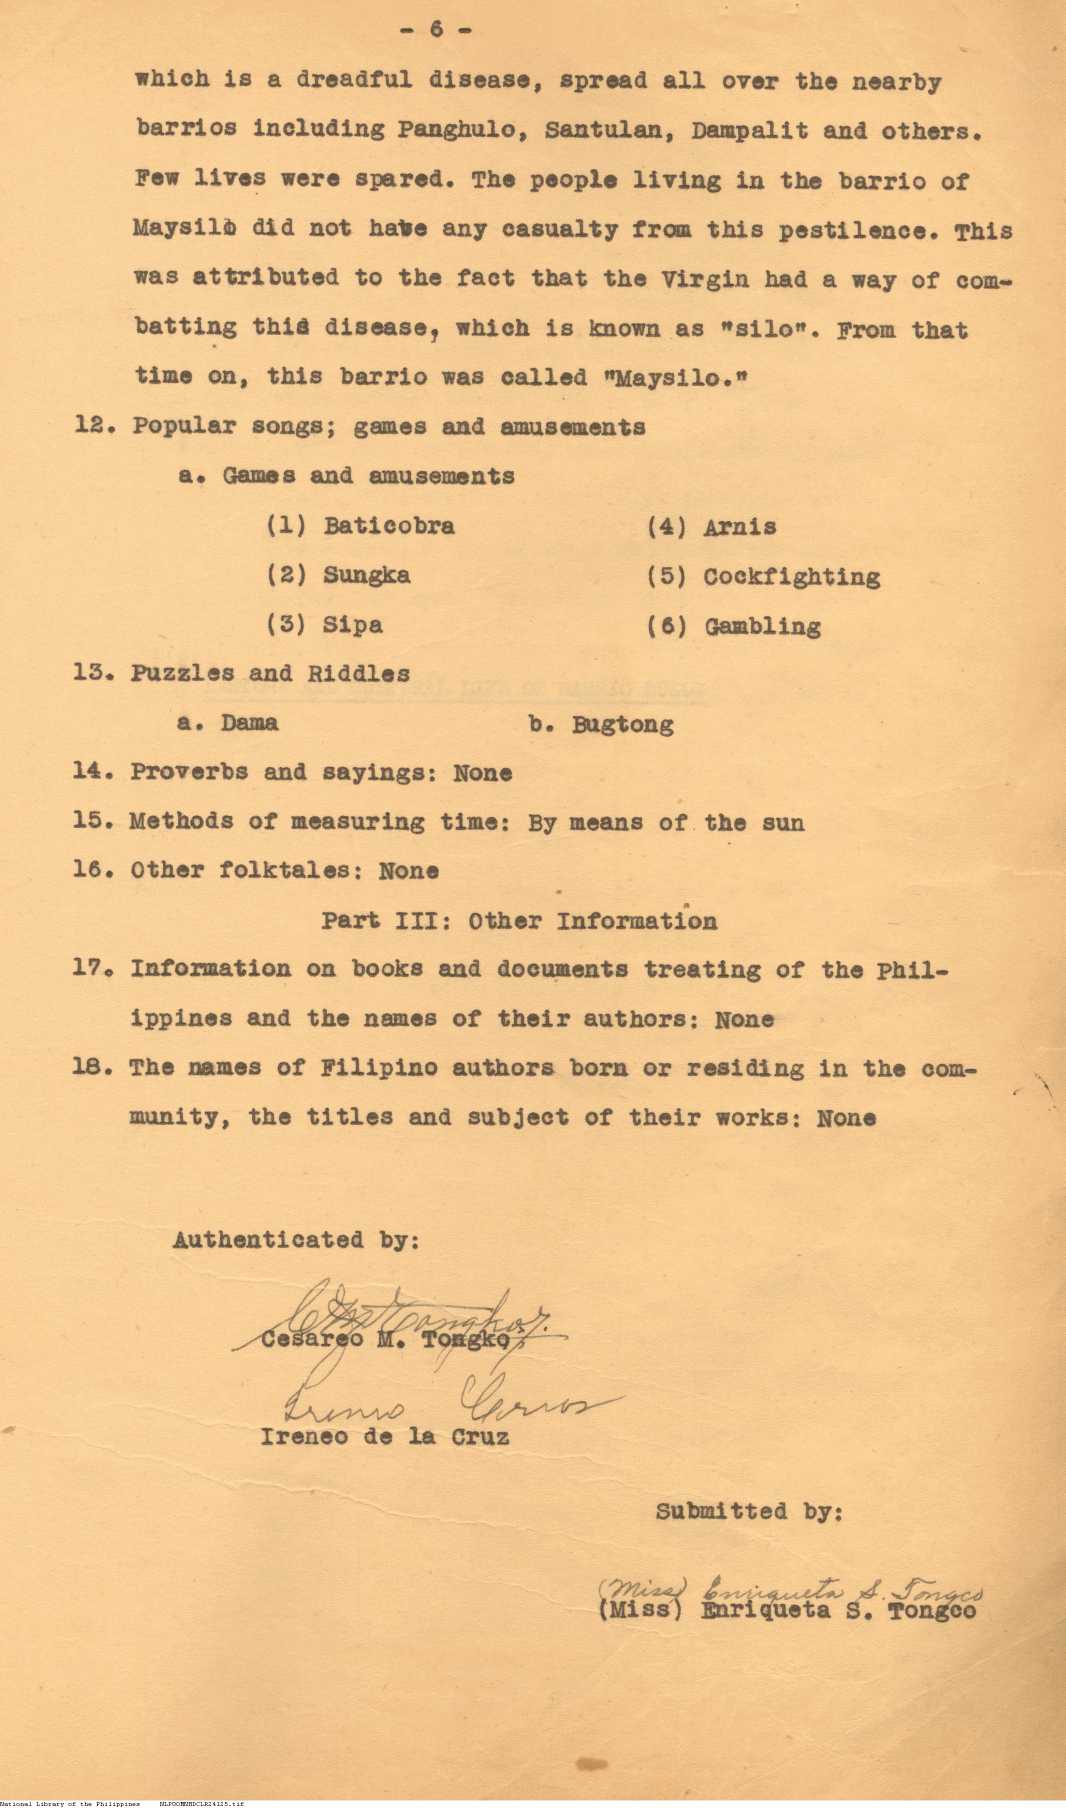 - 6 -
which is a dreadful disease, spread all over the nearby
barrios including Panghulo, Santulan, Dampalit and others.
Few lives were spared. The people living in the barrio of
Maysilo did not have any casualty from this pestilence. This
was attributed to the fact that the Virgin had a way of com-
batting this disease, which is known as "silo". From that
time on, this barrio was called "Maysilo."
12. Popular songs; games and amusements
a. Games and amusements
(1) Baticobra (4) Arnis
(2) Sungka (5) Cockfighting
(3) Sipa (6) Gambling
13. Puzzles and Riddles
a. Dama b. Bugtong
14. Proverbs and sayings: None
15. Methods of measuring time: By means of the sun
16. Other folktales: None
Part III: Other Information
17. Information on books and documents treating of the Phil-
ippines and the names of their authors: None
18. The names of Filipino authors born or residing in the com-
munity, the titles and subject of their works: None
Authenticated by:
Cesareo M. Tongko
Ireneo de la Cruz
Submitted by:
(Miss) Enriqueta S. Tongco
(Miss) Enriqueta S. Tongco
National Library of the Philippines